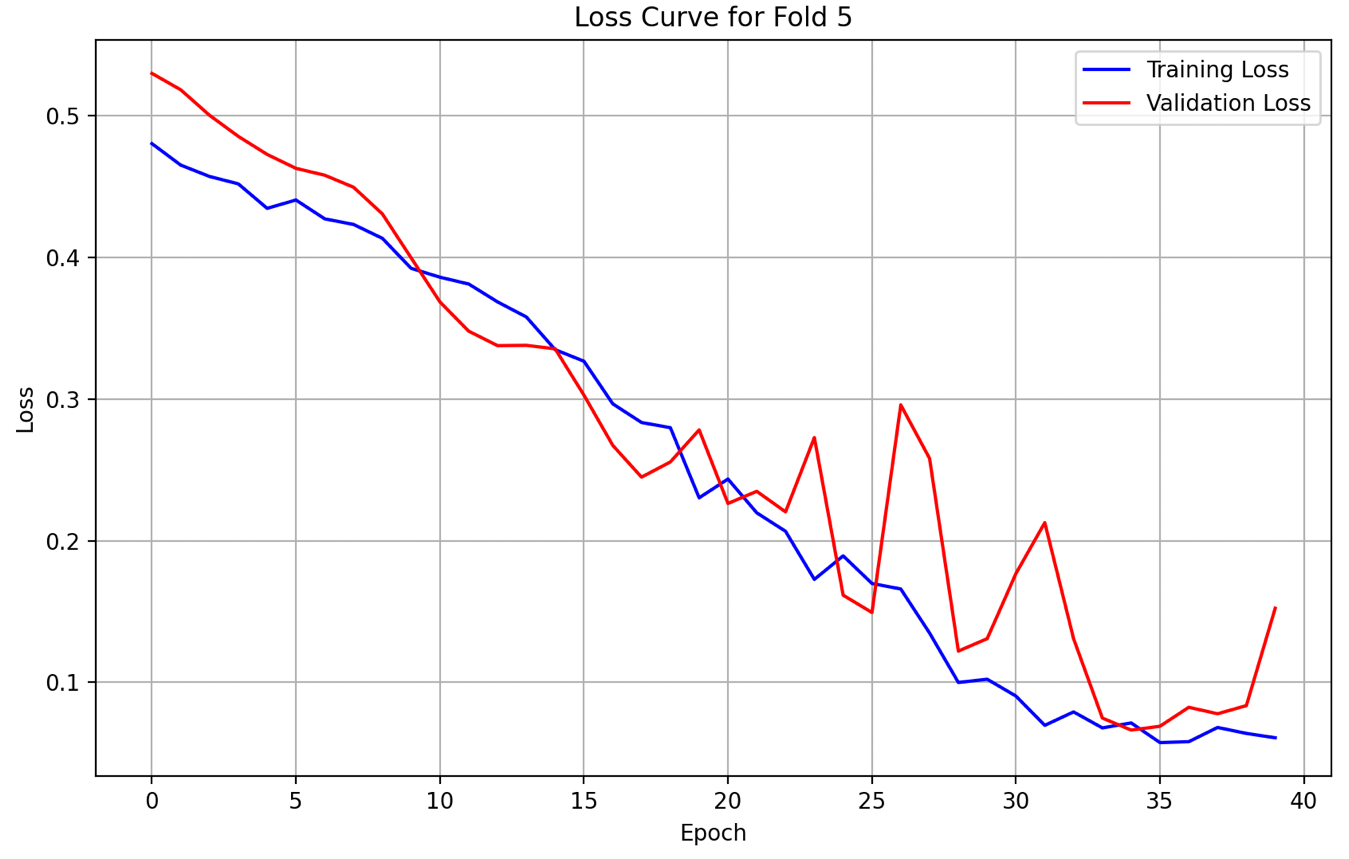 Loss Curve for Fold 5
Training Loss
Validation Loss
0.5
0.4
0.3
0.2
0.1
Loss
0 5 10 15 20 25 30 35 40
Epoch